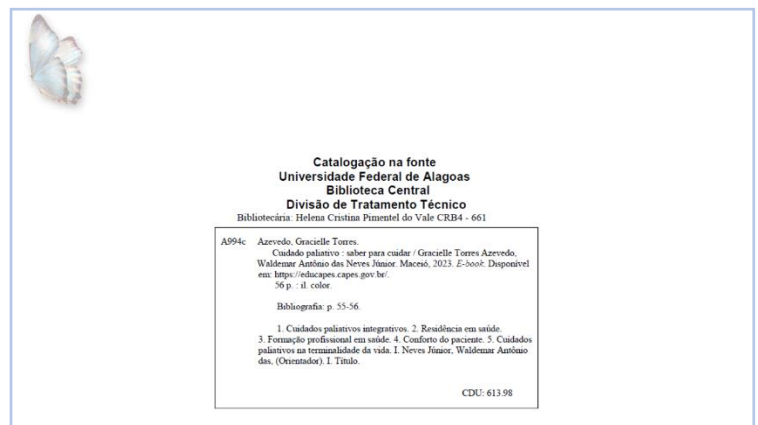 Catalogação na fonte
Universidade Federal de Alagoas
Biblioteca Central
Divisão de Tratamento Técnico
Bibliotecária: Helena Cristina Pimentel do Vale CRB4 - 661
A994c Azevedo, Gracielle Torres.
Cuidado paliativo : saber para cuidar / Gracielle Torres Azevedo,
Waldemar Antônio das Neves Júnior. Maceió, 2023. E-book. Disponível
em: https://educapes.capes.gov.br/.
56 p. : il. color.
Bibliografia: p. 55-56.
1. Cuidados paliativos integrativos. 2. Residência em saúde.
3. Formação profissional em saúde. 4. Conforto do paciente. 5. Cuidados
paliativos na terminalidade da vida. I. Neves Júnior, Waldemar Antônio
das, (Orientador). I. Título.
CDU: 613.98